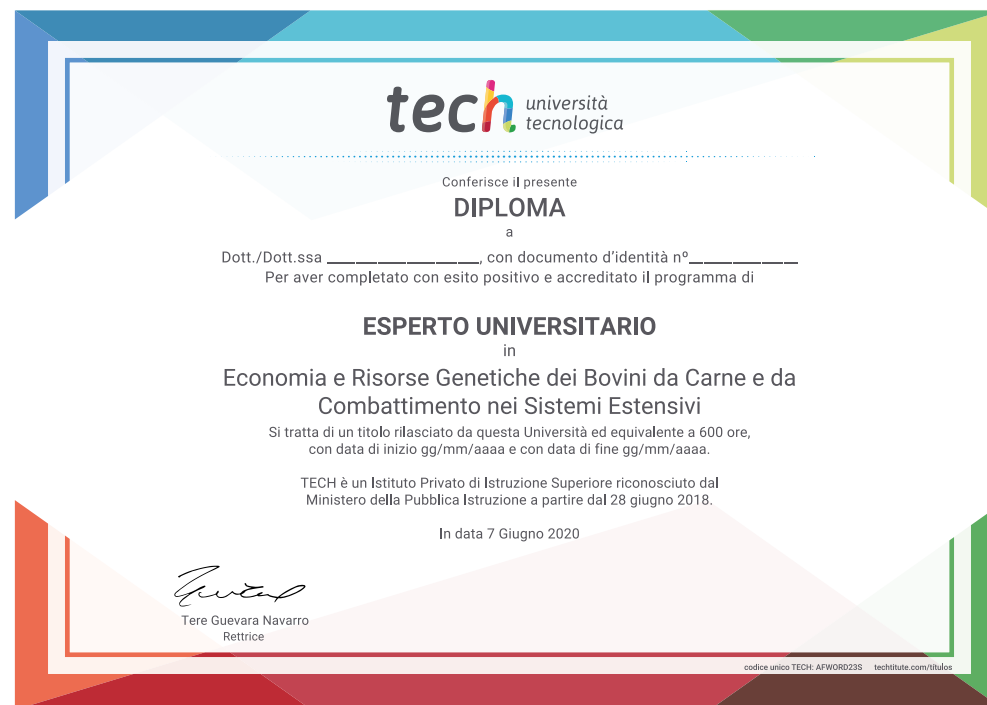 tech università
tecnologica
Conferisce il presente
DIPLOMA
a
Dott./Dott.ssa ____________________, con documento d'identità nº______________
Per aver completato con esito positivo e accreditato il programma di
ESPERTO UNIVERSITARIO
in
Economia e Risorse Genetiche dei Bovini da Carne e da
Combattimento nei Sistemi Estensivi
Si tratta di un titolo rilasciato da questa Università ed equivalente a 600 ore,
con data di inizio gg/mm/aaaa e con data di fine gg/mm/aaaa.
TECH è un Istituto Privato di Istruzione Superiore riconosciuto dal
Ministero della Pubblica Istruzione a partire dal 28 giugno 2018.
In data 7 Giugno 2020
Tere Guevara Navarro
Rettrice
codice unico TECH: AFWORD23S techtitute.com/titulos